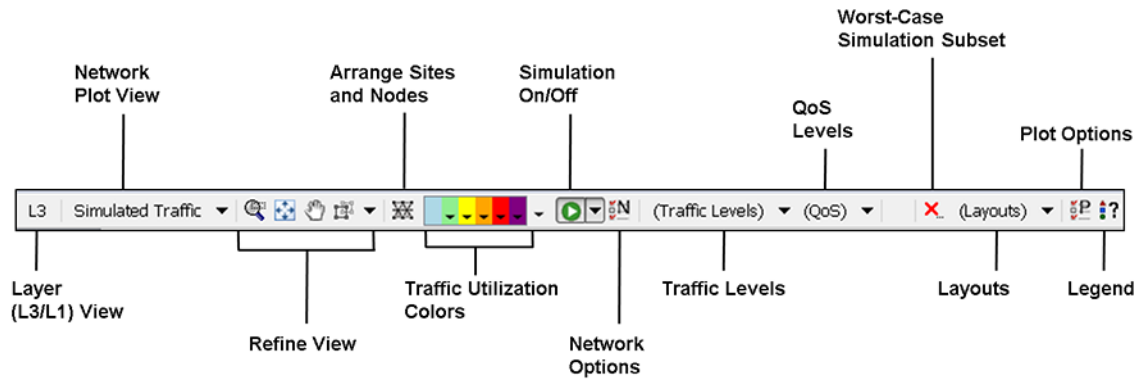 Worst-Case
Simulation Subset
Network
Plot View
Arrange Sites
and Nodes
Simulation
On/Off
QoS
Levels
Plot Options
L3 Simulated Traffic N (Traffic Levels) (QoS) (Layouts) P ?
Layer
(L3/L1) View
Refine View
Traffic Utilization
Colors
Network
Options
Traffic Levels
Layouts
Legend